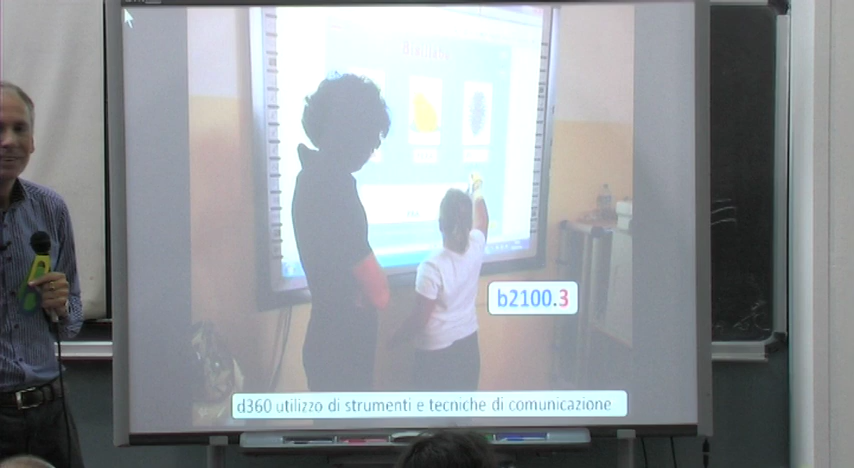 b2100.3
d360 utilizzo di strumenti e tecniche di comunicazione